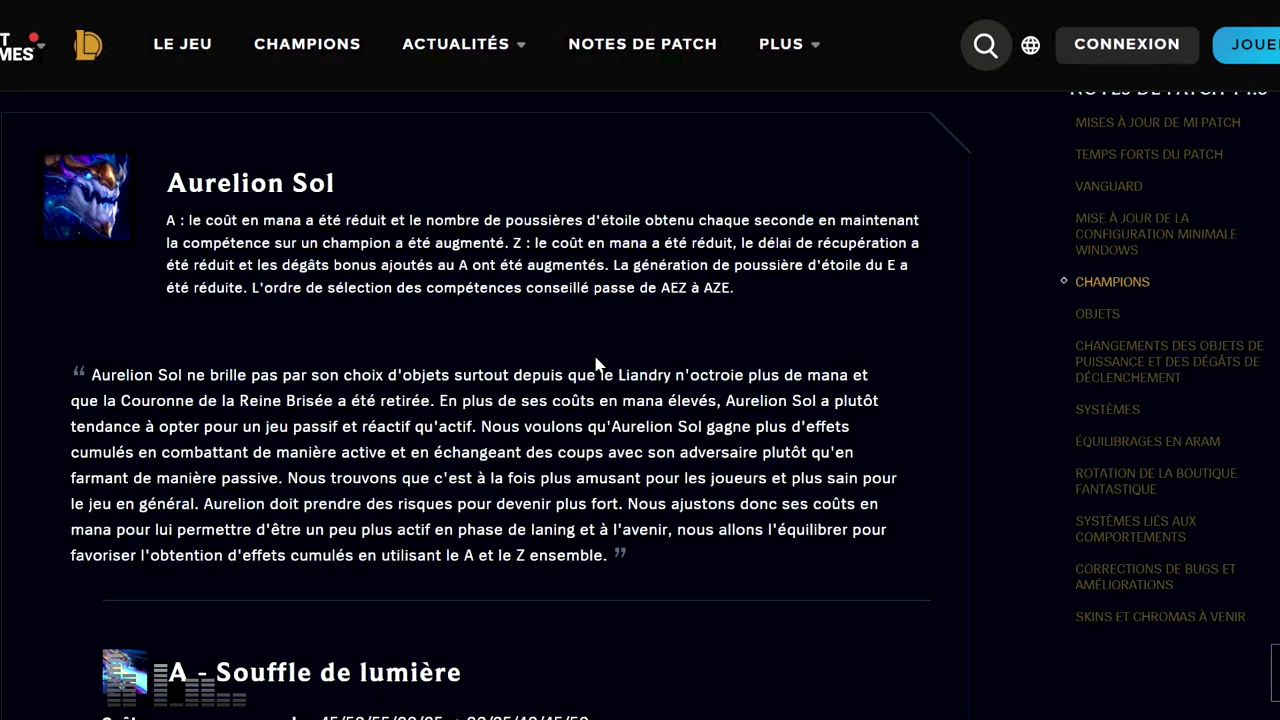 LE JEU
CHAMPIONS
ACTUALITÉS
NOTES DE PATCH
PLUS
CONNEXION
Aurelion Sol
A : le coût en mana a été réduit et le nombre de poussières d'étoile obtenu chaque seconde en maintenant
la compétence sur un champion a été augmenté. Z : le coût en mana a été réduit, le délai de récupération a
été réduit et les dégâts bonus ajoutés au A ont été augmentés. La génération de poussière d'étoile du E a
été réduite. L'ordre de sélection des compétences conseillé passe de AEZ à AZE.
“ Aurelion Sol ne brille pas par son choix d'objets surtout depuis que le Liandry n'octroie plus de mana et
que la Couronne de la Reine Brisée a été retirée. En plus de ses coûts en mana élevés, Aurelion Sol a plutôt
tendance à opter pour un jeu passif et réactif qu'actif. Nous voulons qu'Aurelion Sol gagne plus d'effets
cumulés en combattant de manière active et en échangeant des coups avec son adversaire plutôt qu'en
farmant de manière passive. Nous trouvons que c'est à la fois plus amusant pour les joueurs et plus sain pour
le jeu en général. Aurelion doit prendre des risques pour devenir plus fort. Nous ajustons donc ses coûts en
mana pour lui permettre d'être un peu plus actif en phase de laning et à l'avenir, nous allons l'équilibrer pour
favoriser l'obtention d'effets cumulés en utilisant le A et le Z ensemble. ”
A - Souffle de lumière
NOTES DE PATCH
MISES À JOUR DE MI-PATCH
TEMPS FORTS DU PATCH
VANGUARD
MISE À JOUR DE LA
CONFIGURATION MINIMALE
WINDOWS
CHAMPIONS
OBJETS
CHANGEMENTS DES OBJETS DE
PUISSANCE ET DES DÉGÂTS DE
DÉCLENCHEMENT
SYSTÈMES
ÉQUILIBRAGES EN ARAM
ROTATION DE LA BOUTIQUE
FANTASTIQUE
SYSTÈMES LIÉS AUX
COMPORTEMENTS
CORRECTIONS DE BUGS ET
AMÉLIORATIONS
SKINS ET CHROMAS À VENIR